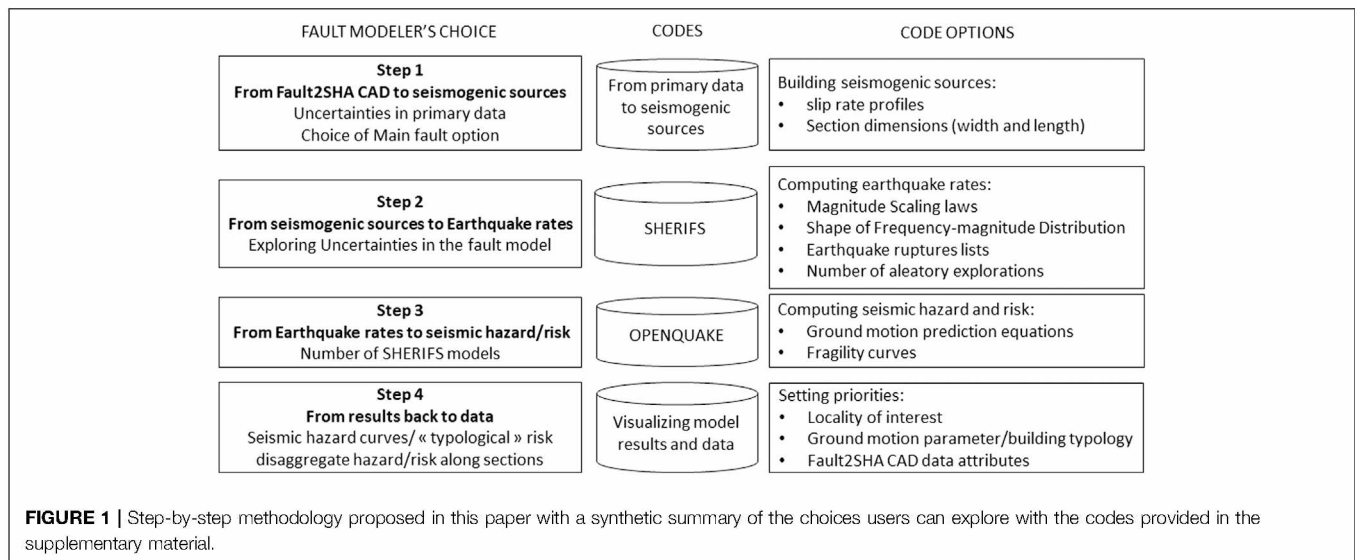 FAULT MODELER'S CHOICE
CODES
CODE OPTIONS
Step 1
From Fault2SHA CAD to seismogenic sources
Uncertainties in primary data
Choice of Main fault option
From primary data
to seismogenic
sources
Building seismogenic sources:
• slip rate profiles
• Section dimensions (width and length)
Step 2
From seismogenic sources to Earthquake rates
Exploring Uncertainties in the fault model
SHERIFS
Computing earthquake rates:
• Magnitude Scaling laws
• Shape of Frequency-magnitude Distribution
• Earthquake ruptures lists
• Number of aleatory explorations
Step 3
From Earthquake rates to seismic hazard/risk
Number of SHERIFS models
OPENQUAKE
Computing seismic hazard and risk:
• Ground motion prediction equations
• Fragility curves
Step 4
From results back to data
Seismic hazard curves/ « typological » risk
disaggregate hazard/risk along sections
Visualizing model
results and data
Setting priorities:
• Locality of interest
• Ground motion parameter/building typology
• Fault2SHA CAD data attributes
FIGURE 1 | Step-by-step methodology proposed in this paper with a synthetic summary of the choices users can explore with the codes provided in the
supplementary material.